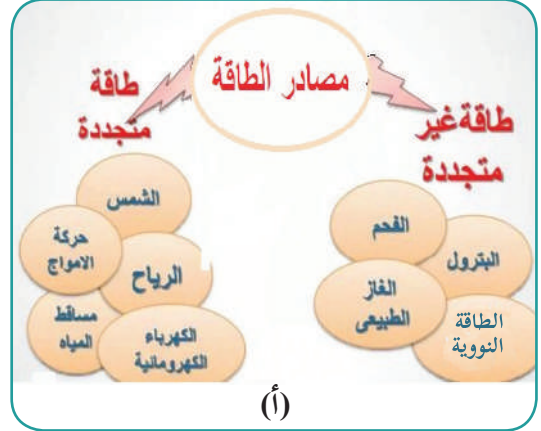 مصادر الطاقة
طاقة غير
متجددة
الفحم
البترول
الغاز
الطبيعى
الطاقة
النووية
طاقة
متجددة
الشمس
حركة
الامواج
الرياح
مساقط
المياه
الكهرباء
الكهرومائية
(أ)